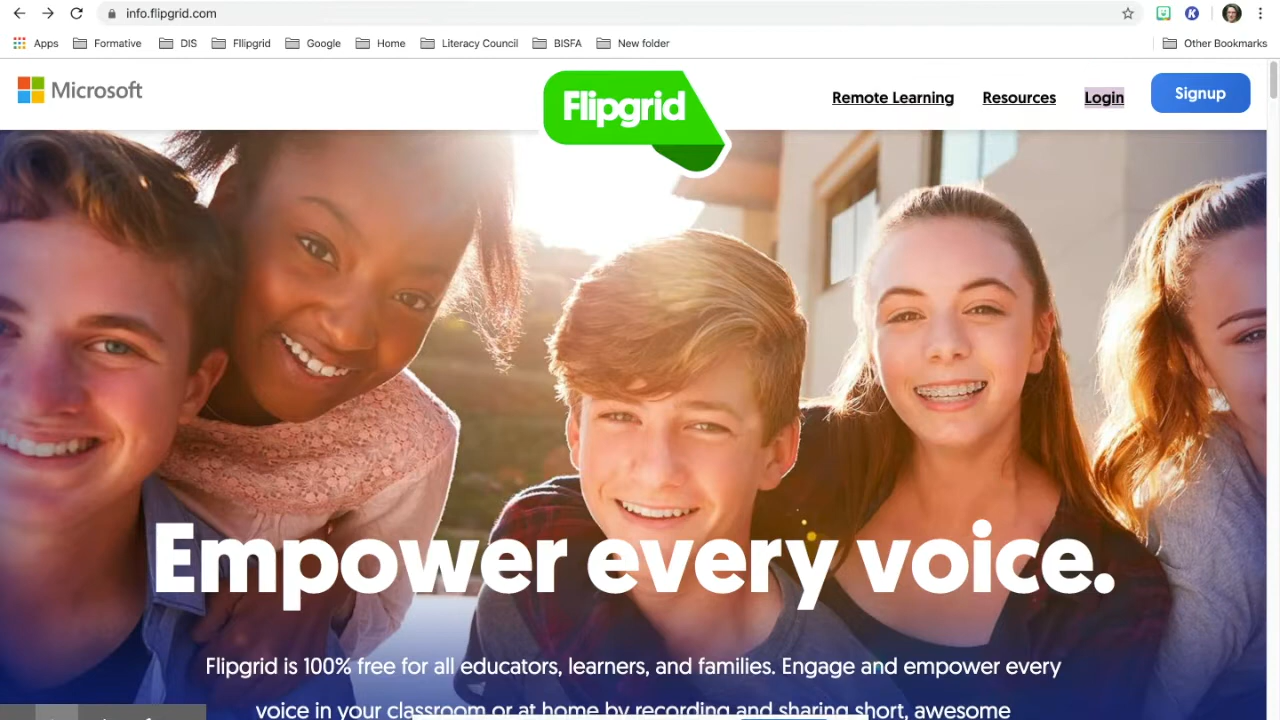 info.flipgrid.com
Apps Formative DIS FlIipgrid Google Home Literacy Council BISFA New folder Other Bookmarks
Microsoft Flipgrid Remote Learning Resources Login Signup
Empower every voice.
Flipgrid is 100% free for all educators, learners, and families. Engage and empower every
voice in your classroom or at home by recording and sharing short, awesome